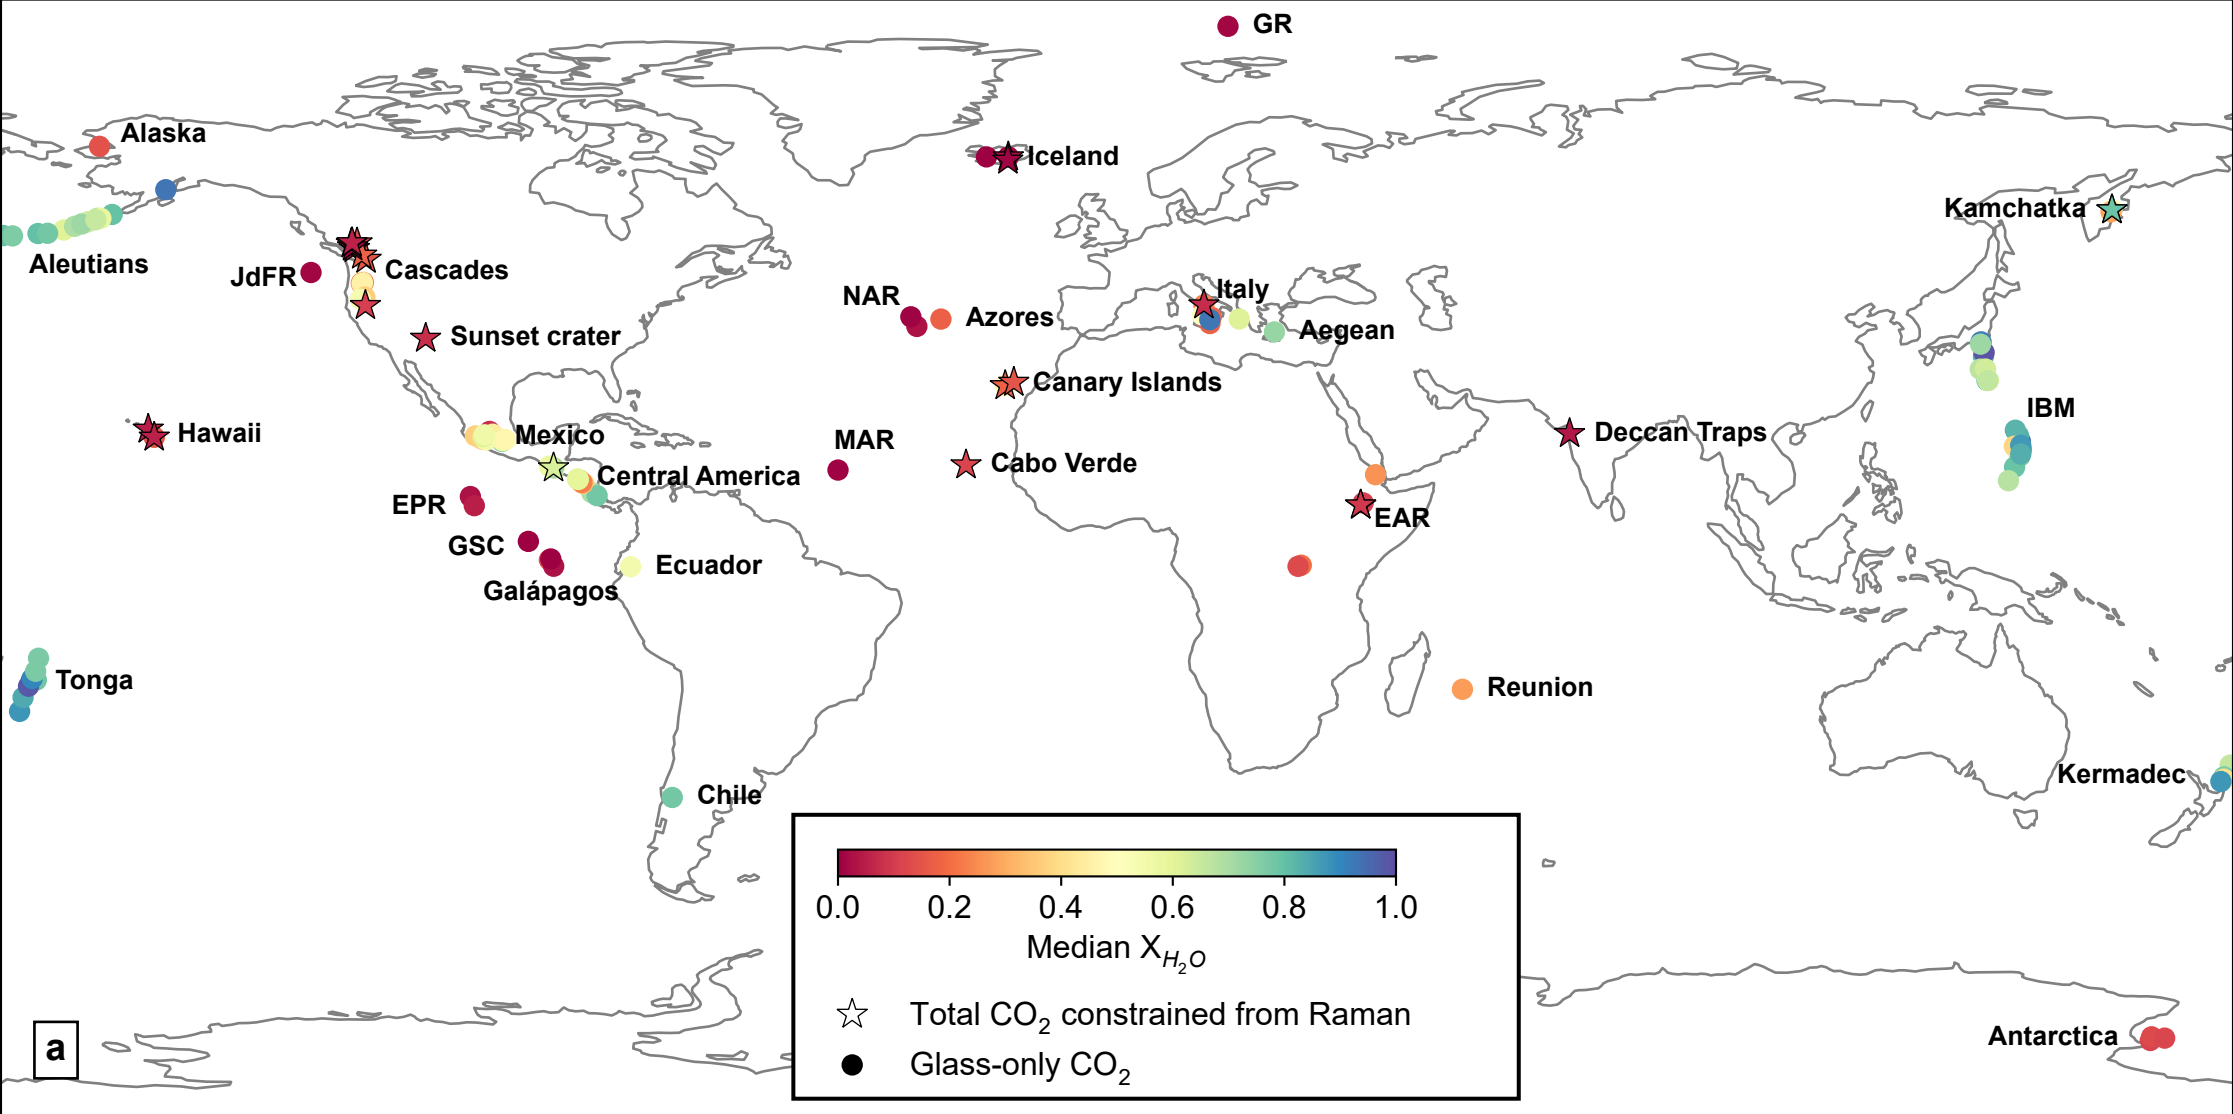 GR
Alaska
Iceland
Kamchatka
Aleutians
JdFR
Cascades
NAR
Azores
Italy
Aegean
Sunset crater
Canary Islands
IBM
Hawaii
Mexico
MAR
Deccan Traps
Cabo Verde
Central America
EPR
EAR
GSC
Ecuador
Galápagos
Tonga
Reunion
Kermadec
Chile
0.0 0.2 0.4 0.6 0.8 1.0
Median X_{H₂O}
Total CO₂ constrained from Raman
Glass-only CO₂
Antarctica
a